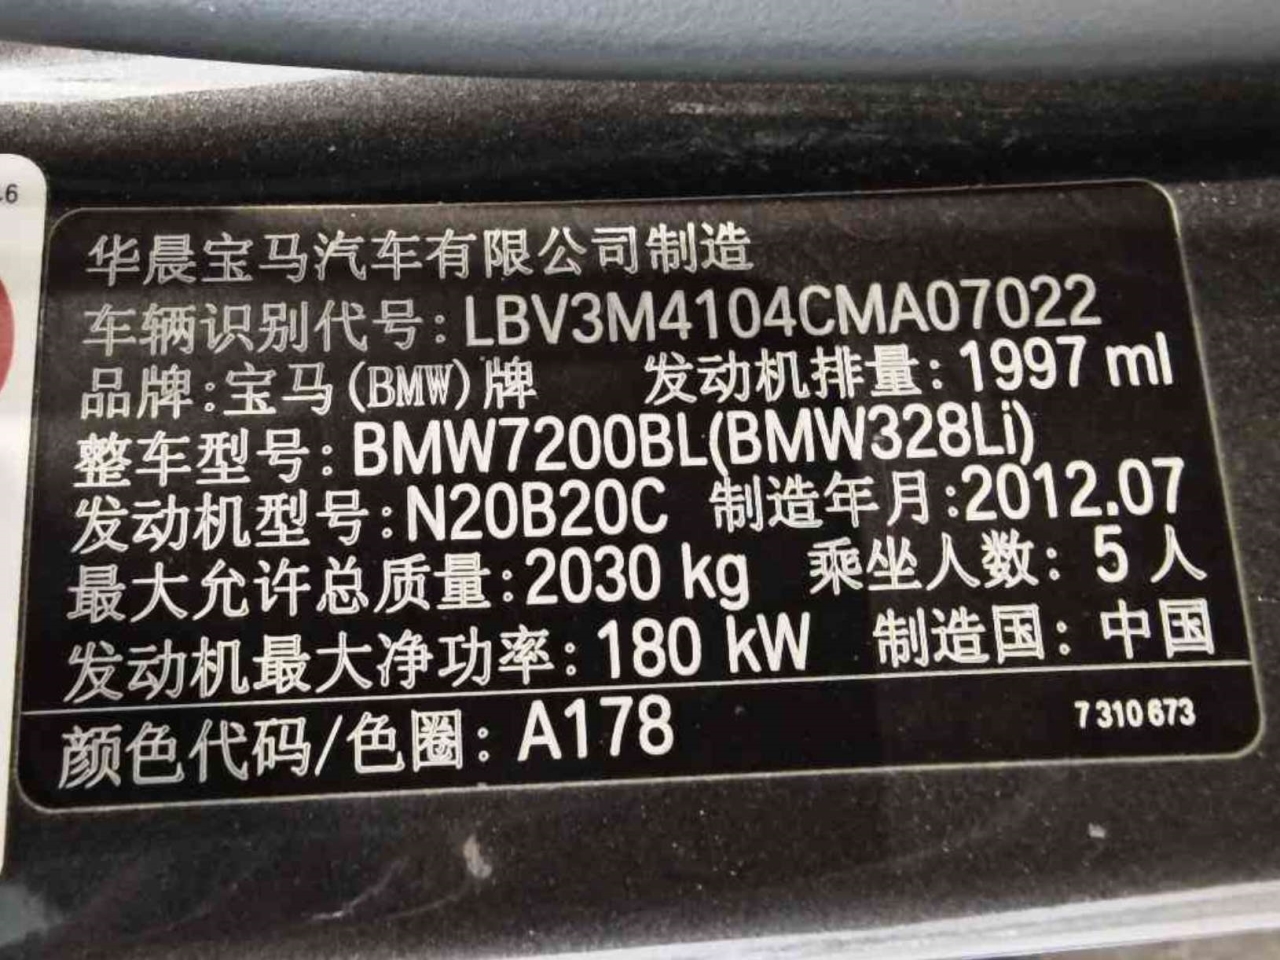 6
华晨宝马汽车有限公司制造
车辆识别代号:LBV3M4104CMA07022
品牌:宝马(BMW)牌 发动机排量:1997 ml
整车型号:BMW7200BL(BMW328Li)
发动机型号:N20B20C 制造年月:2012.07
最大允许总质量:2030 kg 乘坐人数: 5 人
发动机最大净功率:180 kW 制造国: 中国
颜色代码/色圈: A178 7 310 673